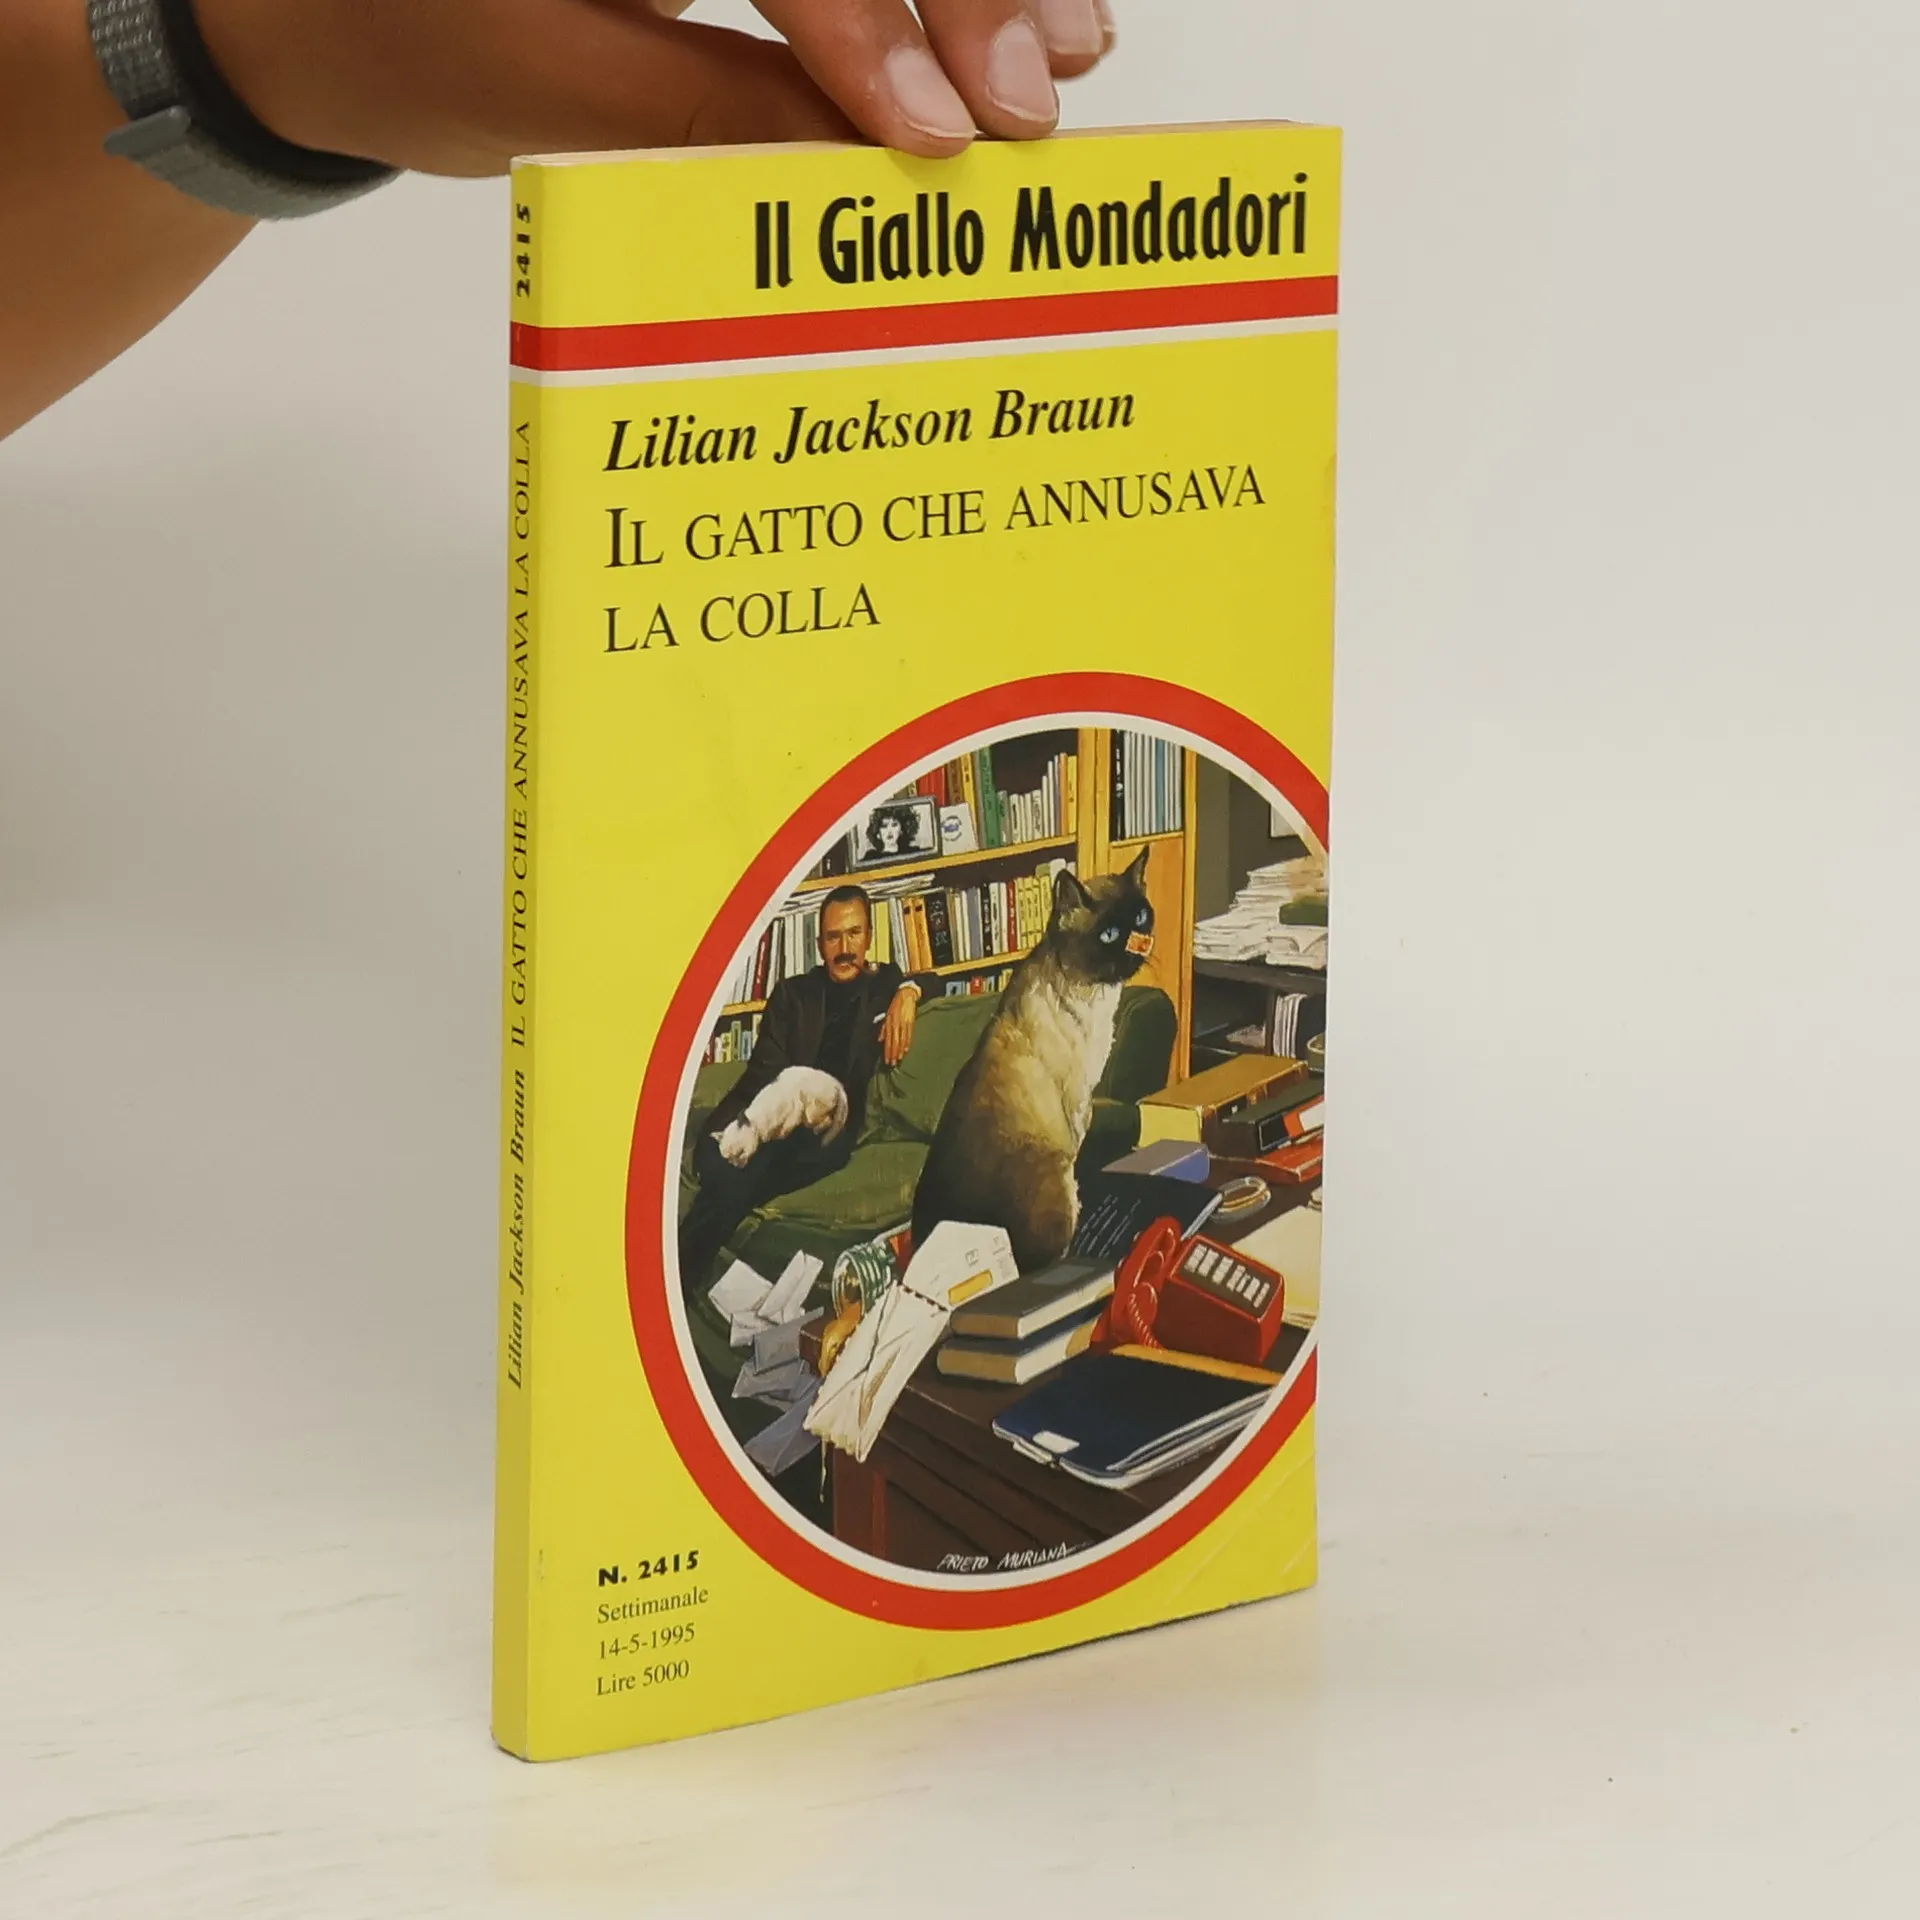 Il Giallo Mondadori
Lilian Jackson Braun
IL GATTO CHE ANNUSAVA
LA COLLA
PRIETO MURIANA
N. 2415
Settimanale
14-5-1995
Lire 5000
2415
Lilian Jackson Braun IL GATTO CHE ANNUSAVA LA COLLA